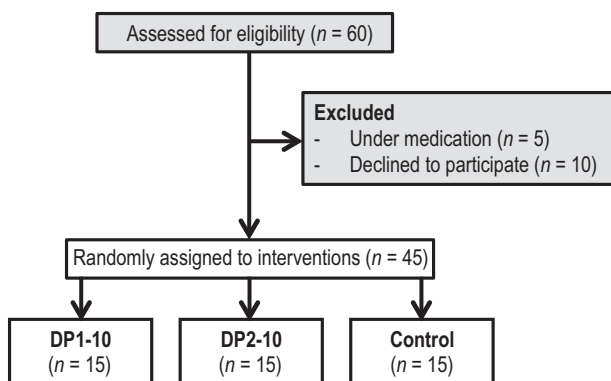 Assessed for eligibility (n = 60)
Excluded
- Under medication (n = 5)
- Declined to participate (n = 10)
Randomly assigned to interventions (n = 45)
DP1-10
(n = 15)
DP2-10
(n = 15)
Control
(n = 15)